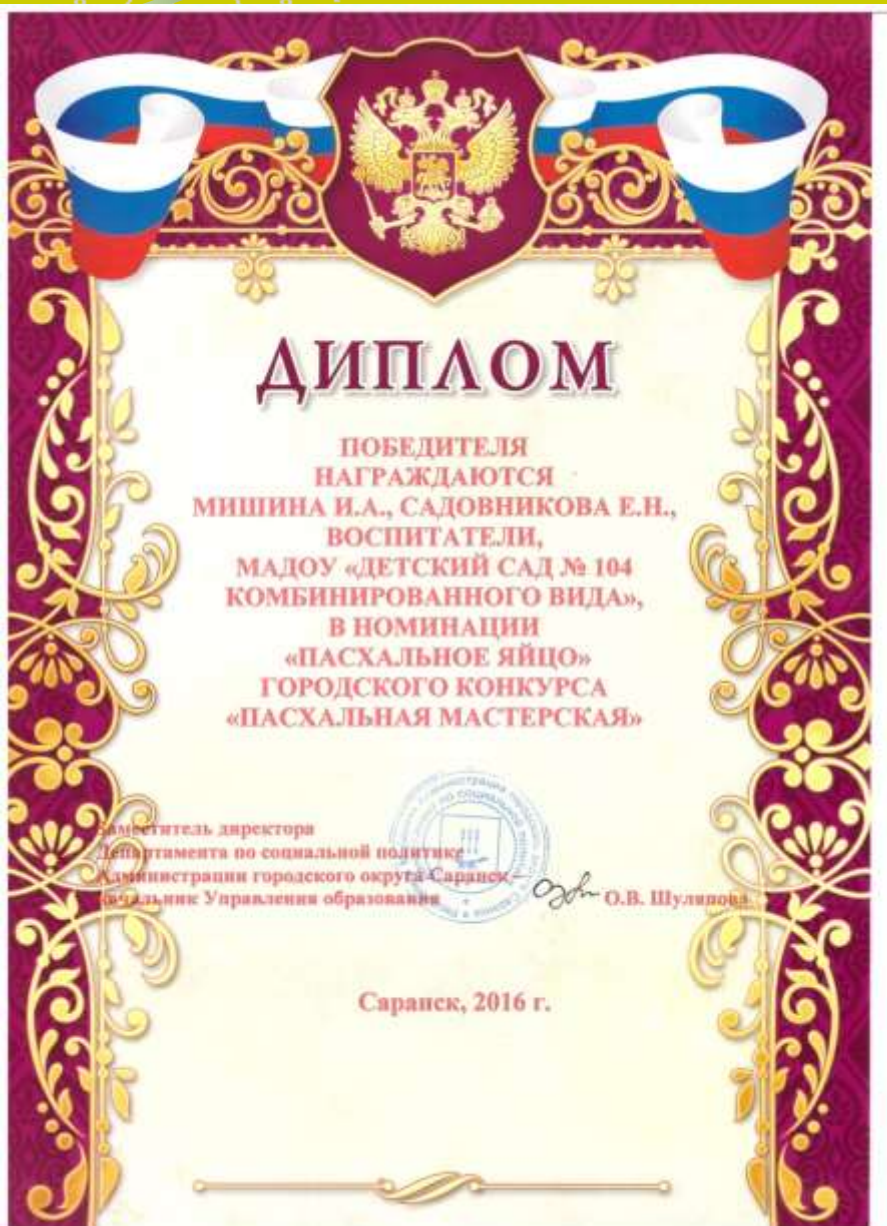 ДИПЛОМ
ПОБЕДИТЕЛЯ
НАГРАЖДАЮТСЯ
МИШИНА И.А., САДОВНИКОВА Е.Н.,
ВОСПИТАТЕЛИ,
МАДОУ «ДЕТСКИЙ САД № 104
КОМБИНИРОВАННОГО ВИДА»,
В НОМИНАЦИИ
«ПАСХАЛЬНОЕ ЯЙЦО»
ГОРОДСКОГО КОНКУРСА
«ПАСХАЛЬНАЯ МАСТЕРСКАЯ»
Заместитель директора
Департамента по социальной политике
Администрации городского округа Саранск –
начальник Управления образования О.В. Шуляпова
Саранск, 2016 г.